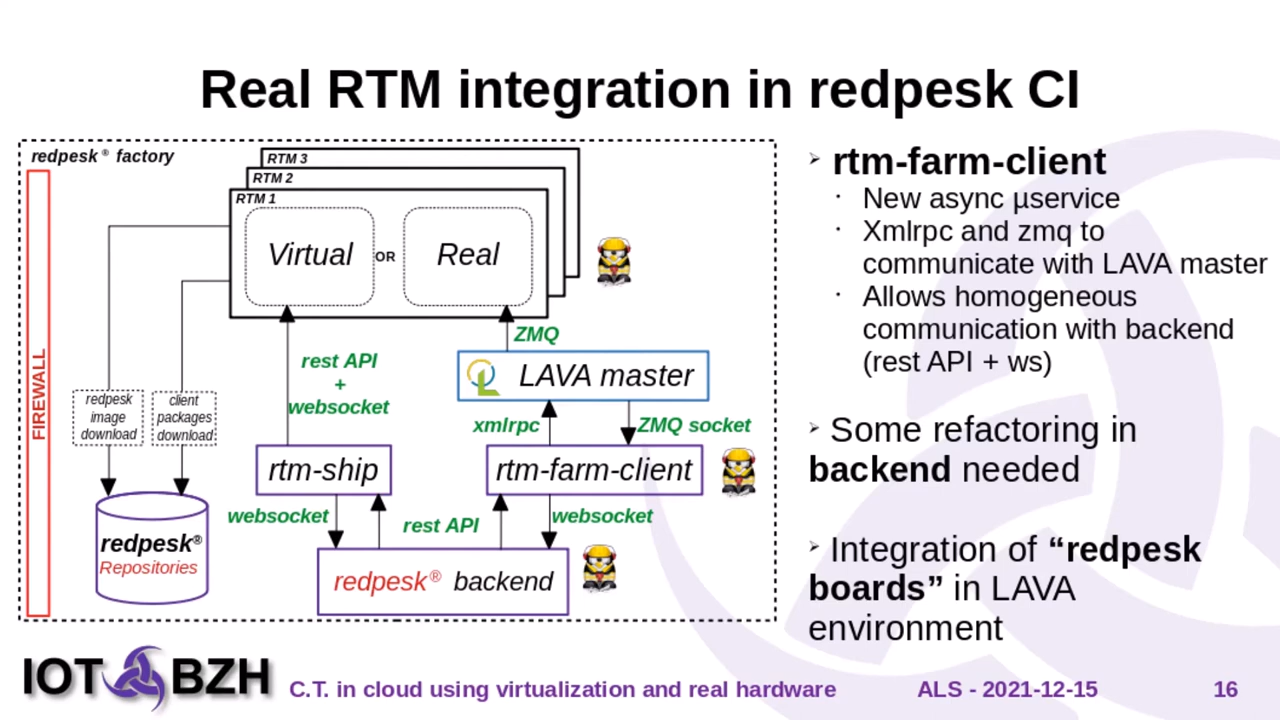 Real RTM integration in redpesk CI
redpesk® factory
RTM 3
RTM 2
RTM 1
Virtual
OR
Real
ZMQ
rest API
+
websocket
LAVA master
FIREWALL
redpesk
image
download
client
packages
download
xmlrpc
ZMQ socket
rtm-ship
rtm-farm-client
websocket
rest API
websocket
redpesk®
Repositories
redpesk® backend
➢ rtm-farm-client
· New async µservice
· Xmlrpc and zmq to
communicate with LAVA master
· Allows homogeneous
communication with backend
(rest API + ws)
➢ Some refactoring in
backend needed
➢ Integration of “redpesk
boards” in LAVA
environment
IOT BZH
C.T. in cloud using virtualization and real hardware
ALS - 2021-12-15
16